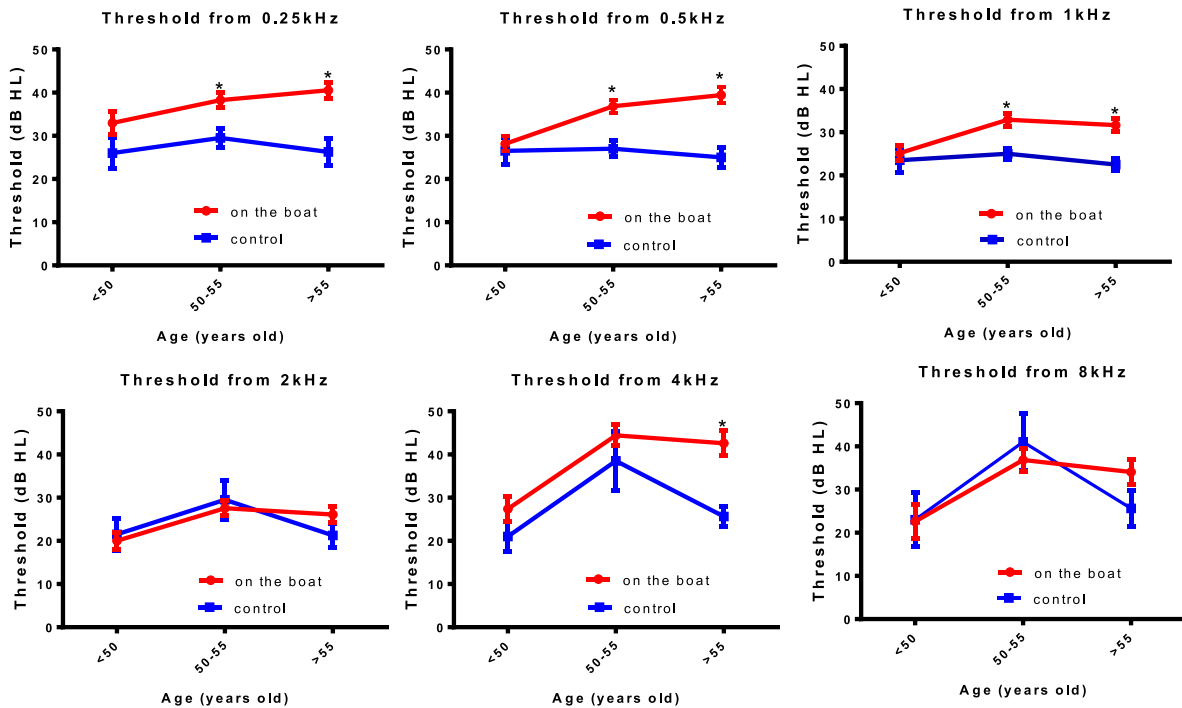 Threshold from 0.25kHz
Threshold (dB HL)
50
40
30
20
10
0
*
*
on the boat
control
<50
50-55
>55
Age (years old)
Threshold from 0.5kHz
Threshold (dB HL)
50
40
30
20
10
0
*
*
on the boat
control
<50
50-55
>55
Age (years old)
Threshold from 1kHz
Threshold (dB HL)
50
40
30
20
10
0
*
*
on the boat
control
<50
50-55
>55
Age (years old)
Threshold from 2kHz
Threshold (dB HL)
50
40
30
20
10
0
on the boat
control
<50
50-55
>55
Age (years old)
Threshold from 4kHz
Threshold (dB HL)
50
40
30
20
10
0
*
on the boat
control
<50
50-55
>55
Age (years old)
Threshold from 8kHz
Threshold (dB HL)
50
40
30
20
10
0
on the boat
control
<50
50-55
>55
Age (years old)